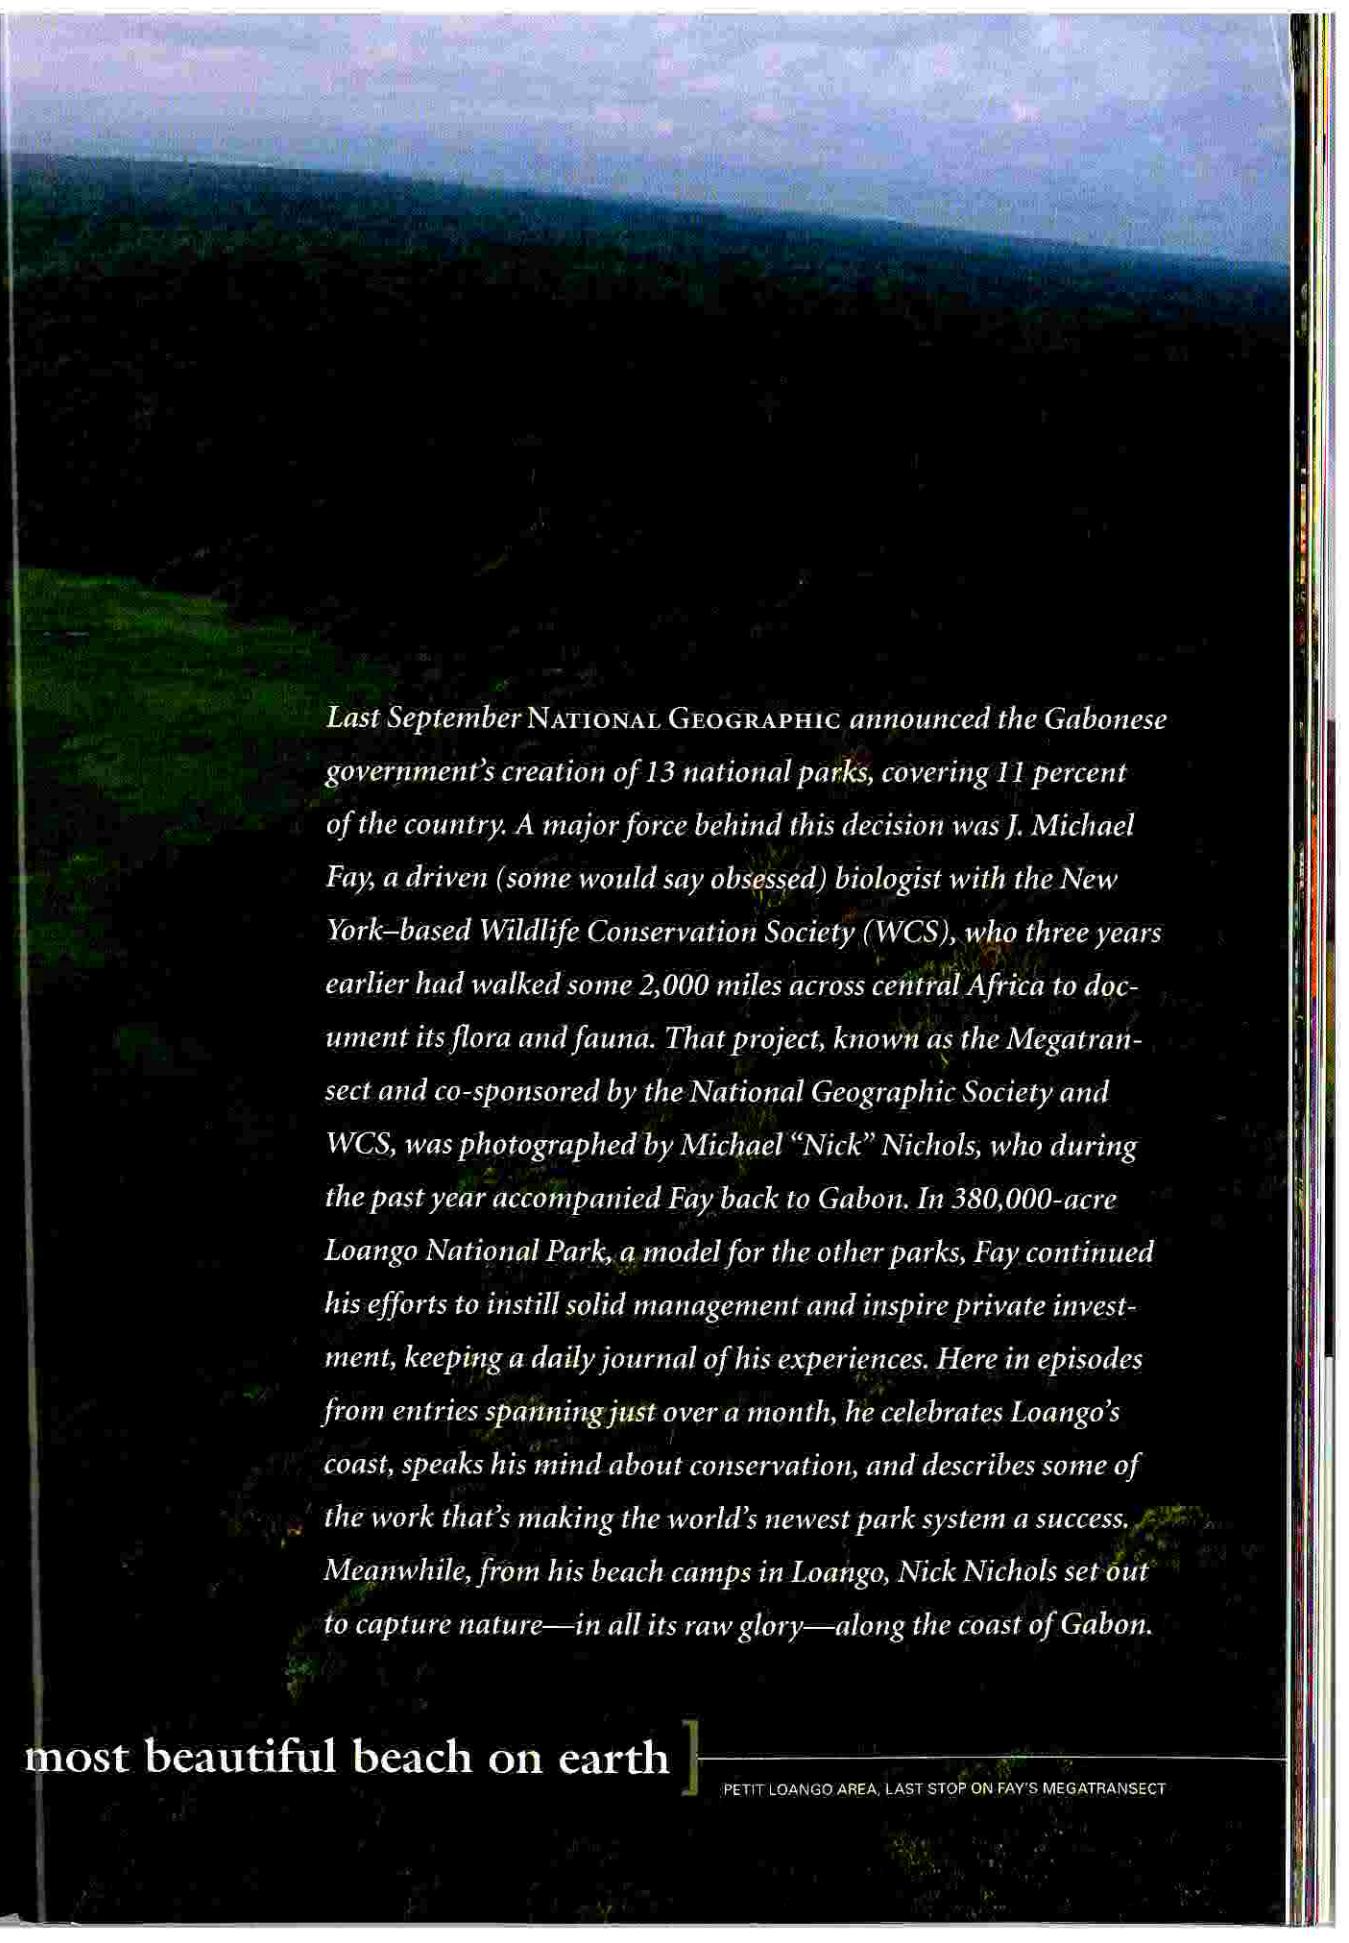 Last September NATIONAL GEOGRAPHIC announced the Gabonese
government's creation of 13 national parks, covering 11 percent
of the country. A major force behind this decision was J. Michael
Fay, a driven (some would say obsessed) biologist with the New
York–based Wildlife Conservation Society (WCS), who three years
earlier had walked some 2,000 miles across central Africa to doc-
ument its flora and fauna. That project, known as the Megatran-
sect and co-sponsored by the National Geographic Society and
WCS, was photographed by Michael “Nick” Nichols, who during
the past year accompanied Fay back to Gabon. In 380,000-acre
Loango National Park, a model for the other parks, Fay continued
his efforts to instill solid management and inspire private invest-
ment, keeping a daily journal of his experiences. Here in episodes
from entries spanning just over a month, he celebrates Loango's
coast, speaks his mind about conservation, and describes some of
the work that's making the world's newest park system a success.
Meanwhile, from his beach camps in Loango, Nick Nichols set out
to capture nature—in all its raw glory—along the coast of Gabon.
most beautiful beach on earth]
PETIT LOANGO AREA, LAST STOP ON FAY'S MEGATRANSECT